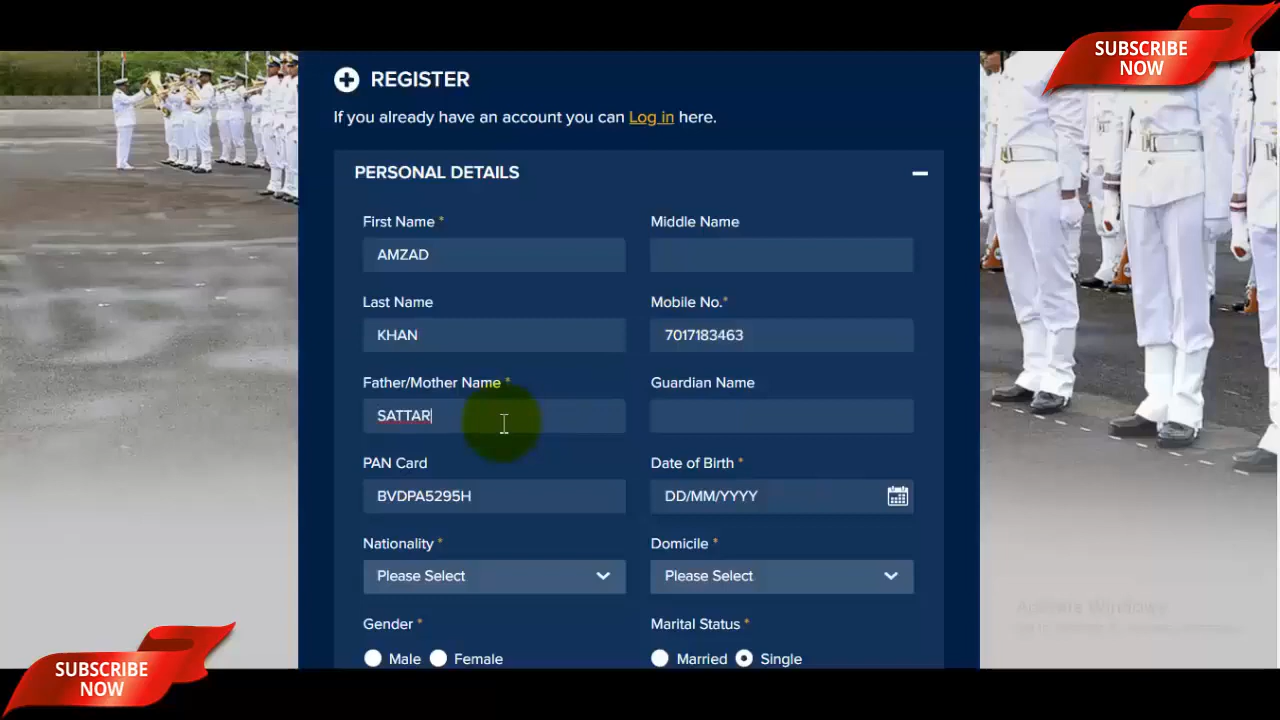 SUBSCRIBE
NOW
REGISTER
If you already have an account you can Log in here.
PERSONAL DETAILS
First Name *
Middle Name
AMZAD
Last Name
Mobile No.*
KHAN
7017183463
Father/Mother Name *
Guardian Name
SATTAR
PAN Card
Date of Birth *
BVDPA5295H
DD/MM/YYYY
Nationality *
Domicile *
Please Select
Please Select
Activate Windows
Gender *
Marital Status *
Male
Female
Married
Single
SUBSCRIBE
NOW